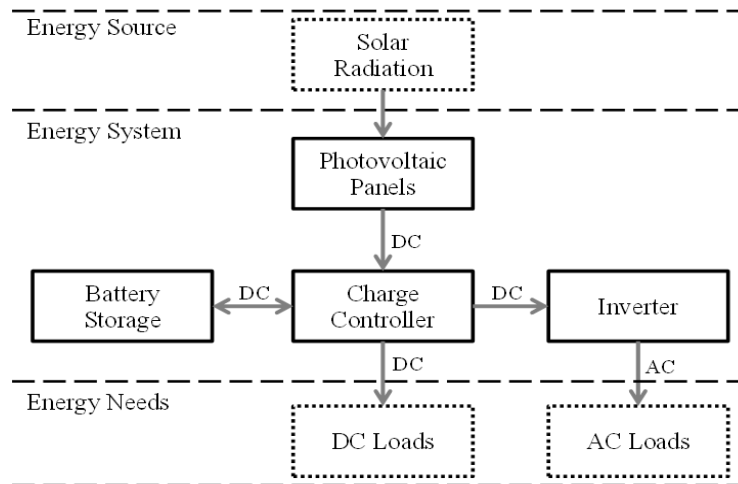 Energy Source
Solar
Radiation
Energy System
Photovoltaic
Panels
DC
Battery
Storage
DC
Charge
Controller
DC
Inverter
DC
AC
Energy Needs
DC Loads
AC Loads